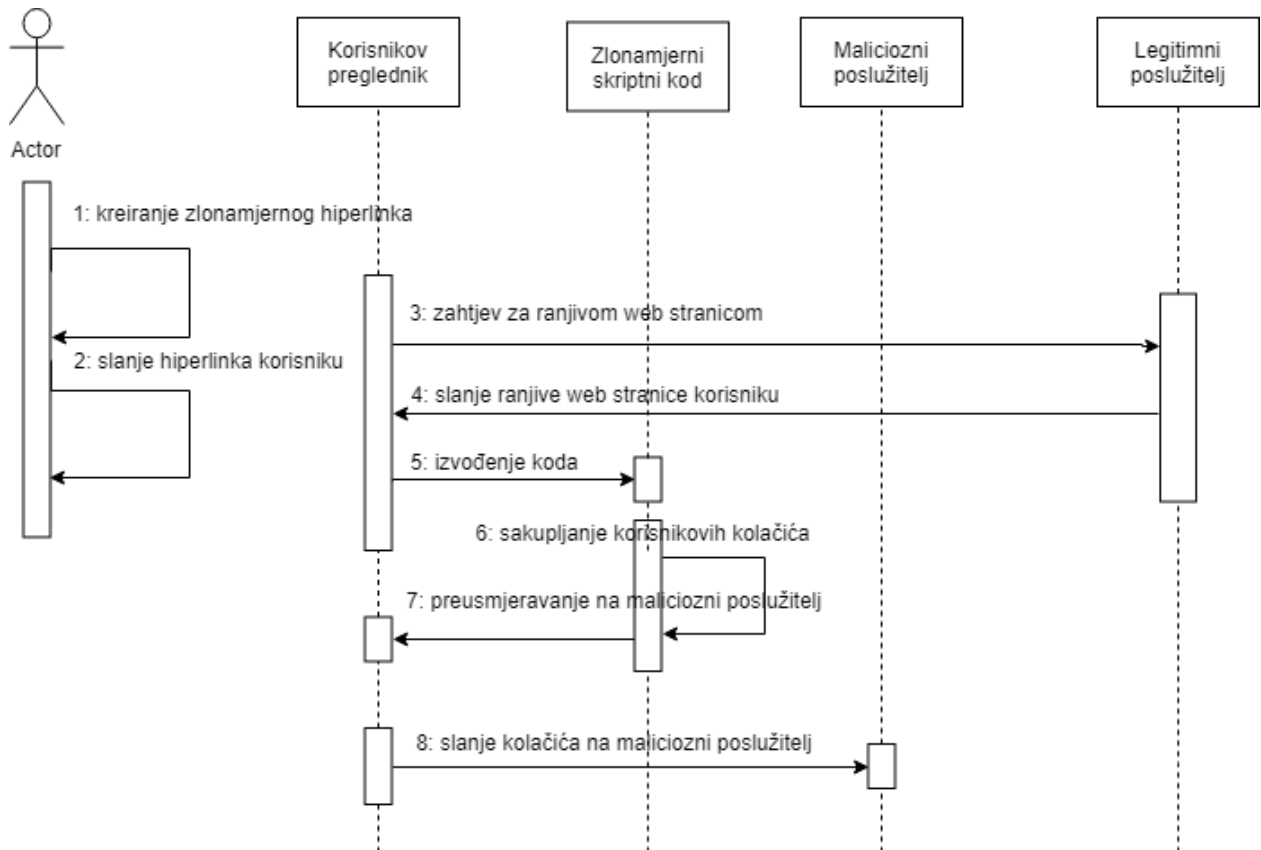 Korisnikov
preglednik
Zlonamjerni
skriptni kod
Maliciozni
poslužitelj
Legitimni
poslužitelj
Actor
1: kreiranje zlonamjernog hiperlinka
2: slanje hiperlinka korisniku
3: zahtjev za ranjivom web stranicom
4: slanje ranjive web stranice korisniku
5: izvođenje koda
6: sakupljanje korisnikovih kolačića
7: preusmjeravanje na maliciozni poslužitelj
8: slanje kolačića na maliciozni poslužitelj